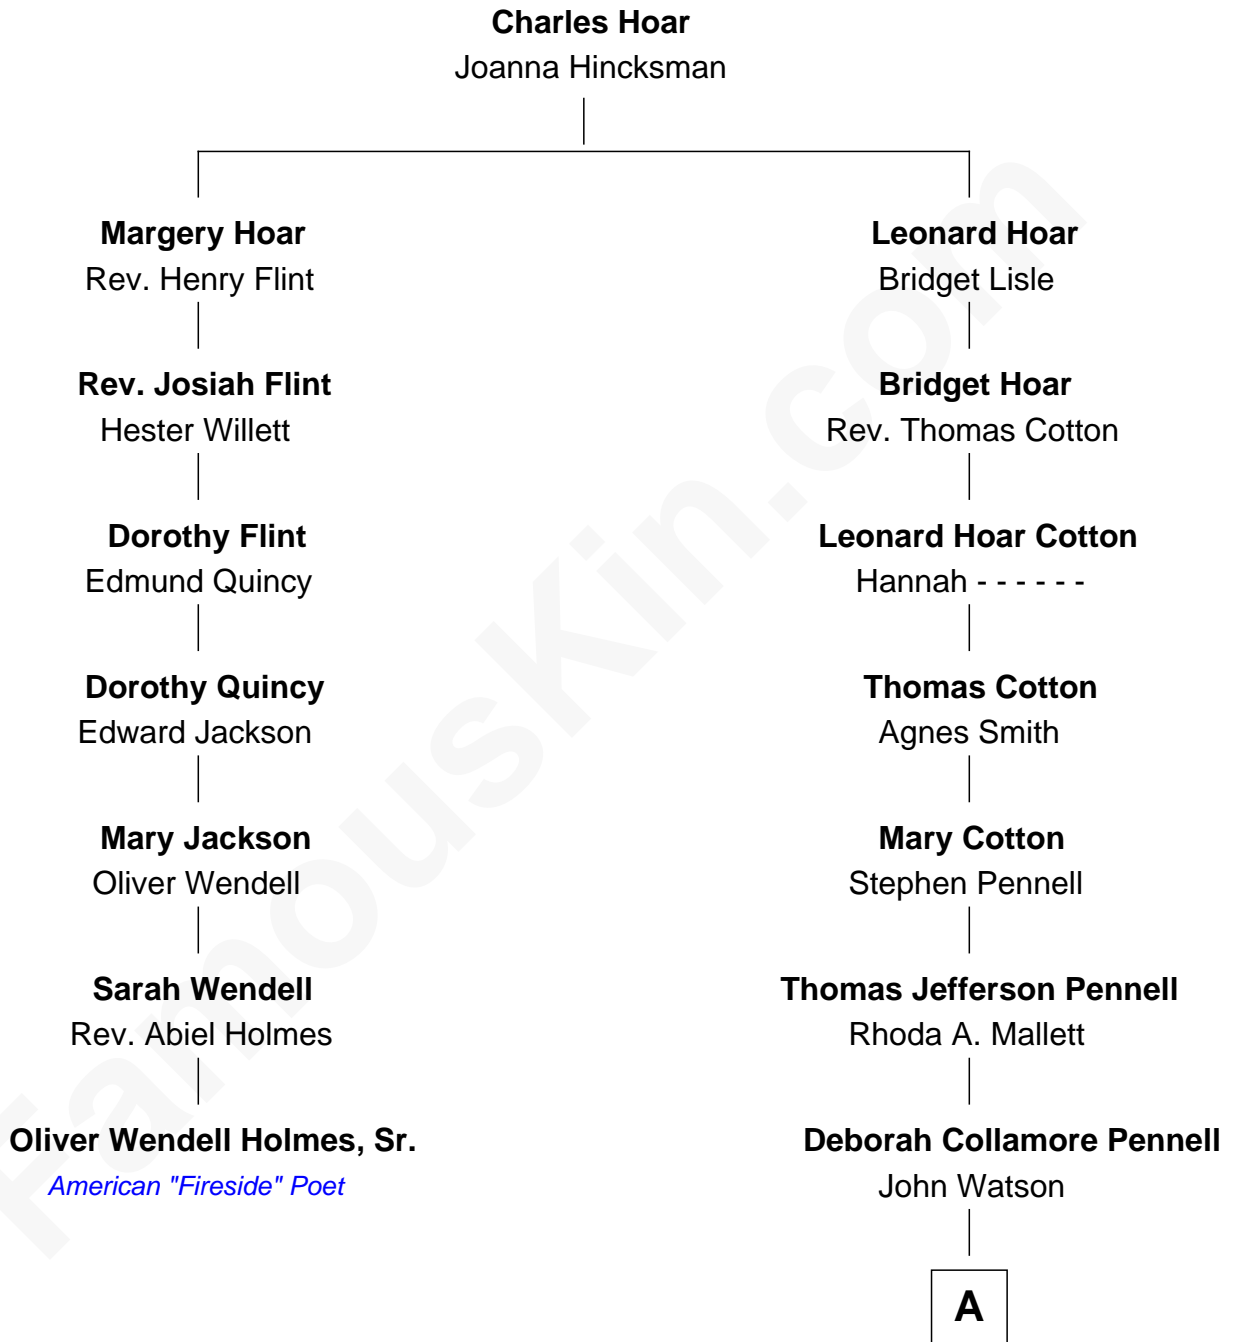 Charles Hoar
Joanna Hincksman
Margery Hoar
Rev. Henry Flint
Leonard Hoar
Bridget Lisle
Rev. Josiah Flint
Hester Willett
Bridget Hoar
Rev. Thomas Cotton
Dorothy Flint
Edmund Quincy
Leonard Hoar Cotton
Hannah - - - - - -
Dorothy Quincy
Edward Jackson
Thomas Cotton
Agnes Smith
Mary Jackson
Oliver Wendell
Mary Cotton
Stephen Pennell
Sarah Wendell
Rev. Abiel Holmes
Thomas Jefferson Pennell
Rhoda A. Mallett
Oliver Wendell Holmes, Sr.
American "Fireside" Poet
Deborah Collamore Pennell
John Watson
A
FamousKin.com